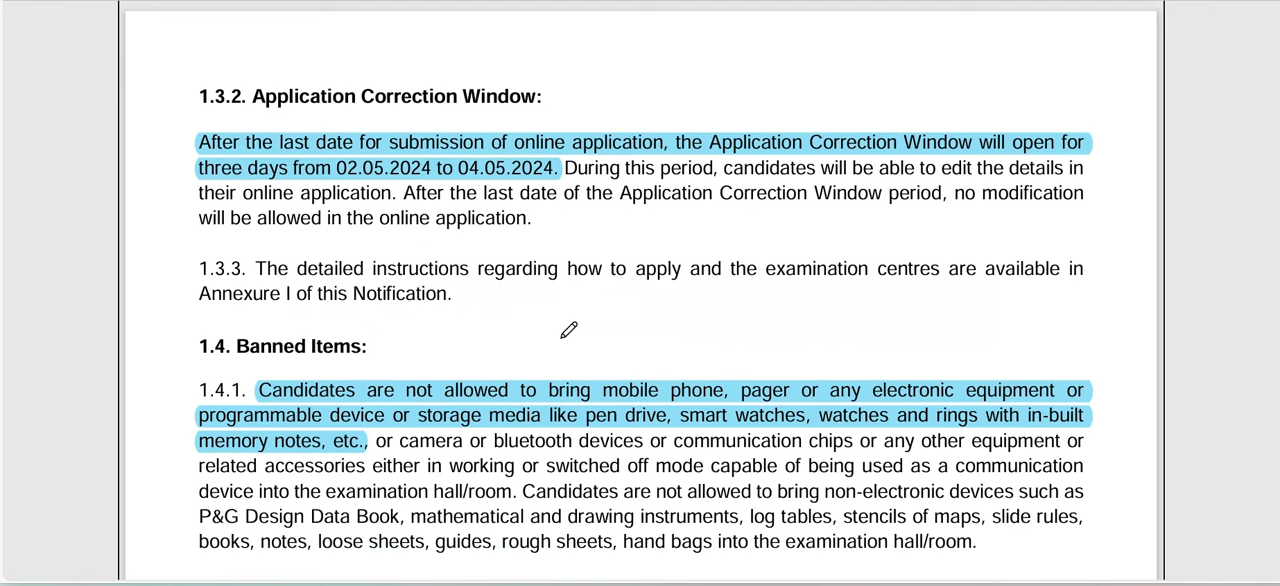 1.3.2. Application Correction Window:
After the last date for submission of online application, the Application Correction Window will open for
three days from 02.05.2024 to 04.05.2024. During this period, candidates will be able to edit the details in
their online application. After the last date of the Application Correction Window period, no modification
will be allowed in the online application.
1.3.3. The detailed instructions regarding how to apply and the examination centres are available in
Annexure I of this Notification.
1.4. Banned Items:
1.4.1. Candidates are not allowed to bring mobile phone, pager or any electronic equipment or
programmable device or storage media like pen drive, smart watches, watches and rings with in-built
memory notes, etc., or camera or bluetooth devices or communication chips or any other equipment or
related accessories either in working or switched off mode capable of being used as a communication
device into the examination hall/room. Candidates are not allowed to bring non-electronic devices such as
P&G Design Data Book, mathematical and drawing instruments, log tables, stencils of maps, slide rules,
books, notes, loose sheets, guides, rough sheets, hand bags into the examination hall/room.